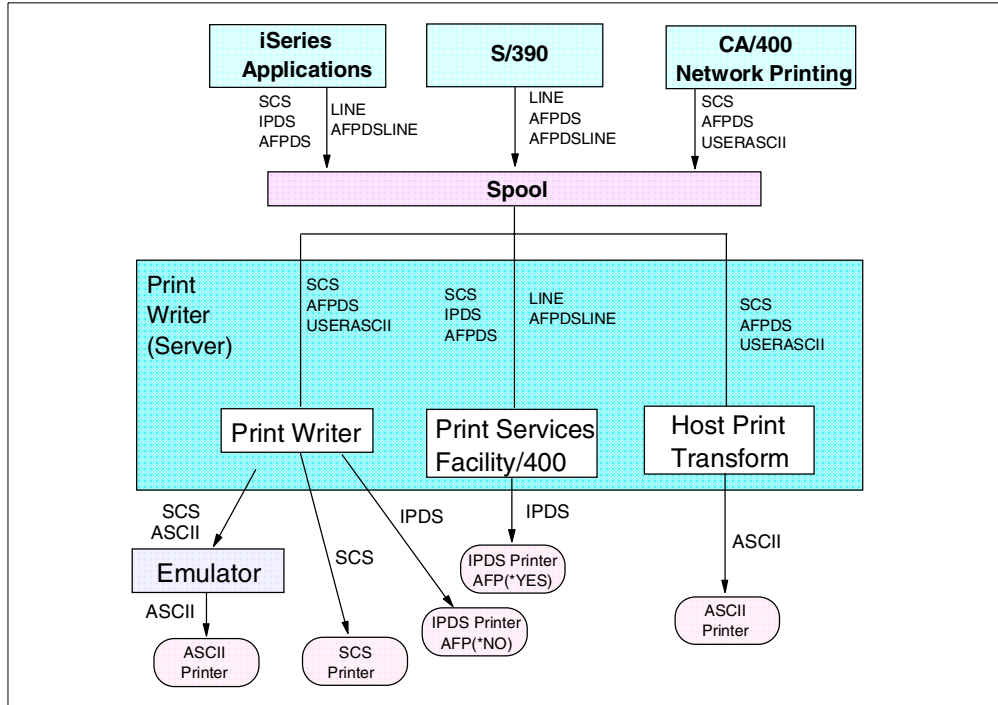 iSeries
Applications
S/390
CA/400
Network Printing
SCS
IPDS
AFPDS
LINE
AFPDSLINE
LINE
AFPDS
AFPDSLINE
SCS
AFPDS
USERASCII
Spool
Print
Writer
(Server)
SCS
AFPDS
USERASCII
SCS
IPDS
AFPDS
LINE
AFPDSLINE
SCS
AFPDS
USERASCII
Print Writer
Print Services
Facility/400
Host Print
Transform
SCS
ASCII
SCS
IPDS
IPDS
ASCII
Emulator
ASCII
ASCII
Printer
SCS
Printer
IPDS Printer
AFP(*NO)
IPDS Printer
AFP(*YES)
ASCII
Printer